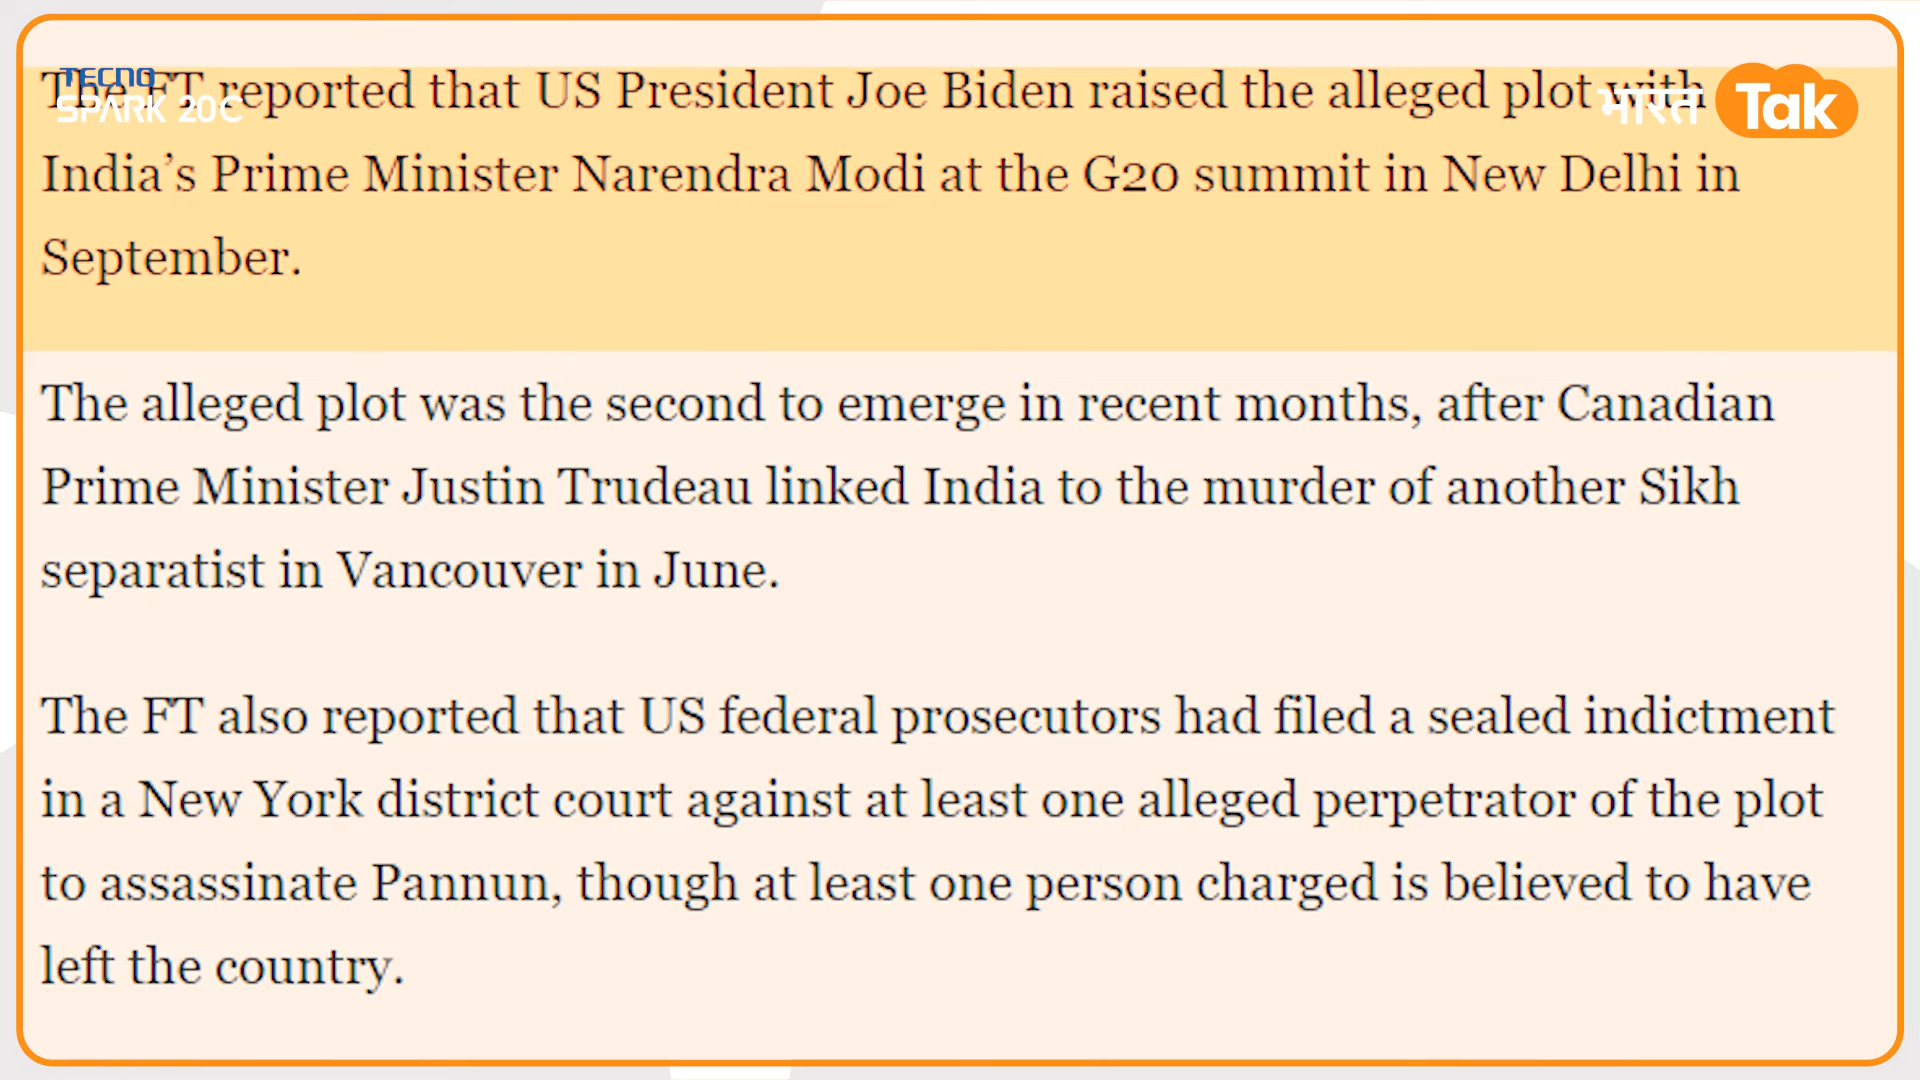 TECNO
SPARK 20C
भारत Tak
The FT reported that US President Joe Biden raised the alleged plot with
India’s Prime Minister Narendra Modi at the G20 summit in New Delhi in
September.
The alleged plot was the second to emerge in recent months, after Canadian
Prime Minister Justin Trudeau linked India to the murder of another Sikh
separatist in Vancouver in June.
The FT also reported that US federal prosecutors had filed a sealed indictment
in a New York district court against at least one alleged perpetrator of the plot
to assassinate Pannun, though at least one person charged is believed to have
left the country.